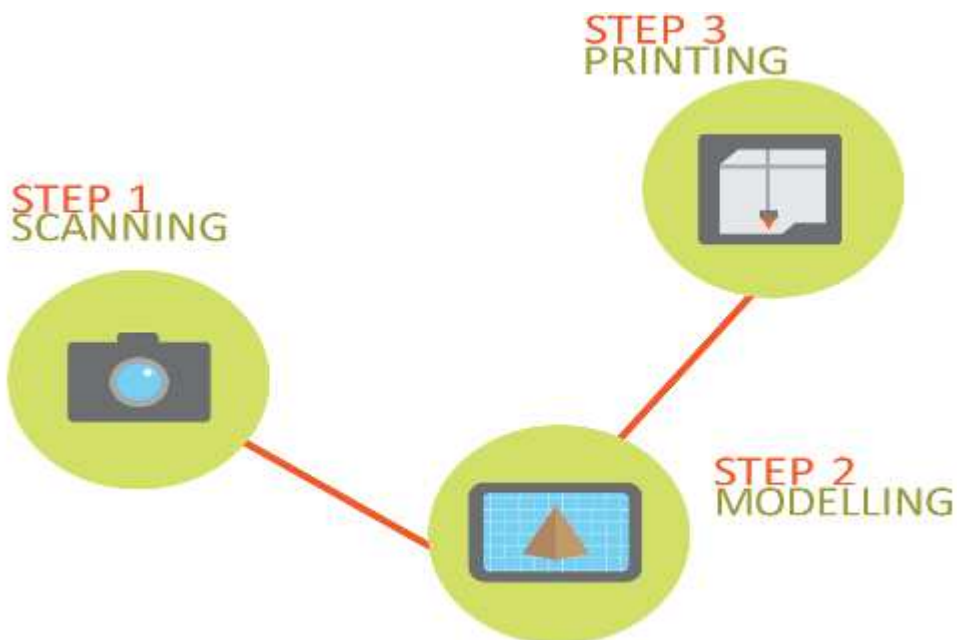 STEP 1
SCANNING
STEP 2
MODELLING
STEP 3
PRINTING